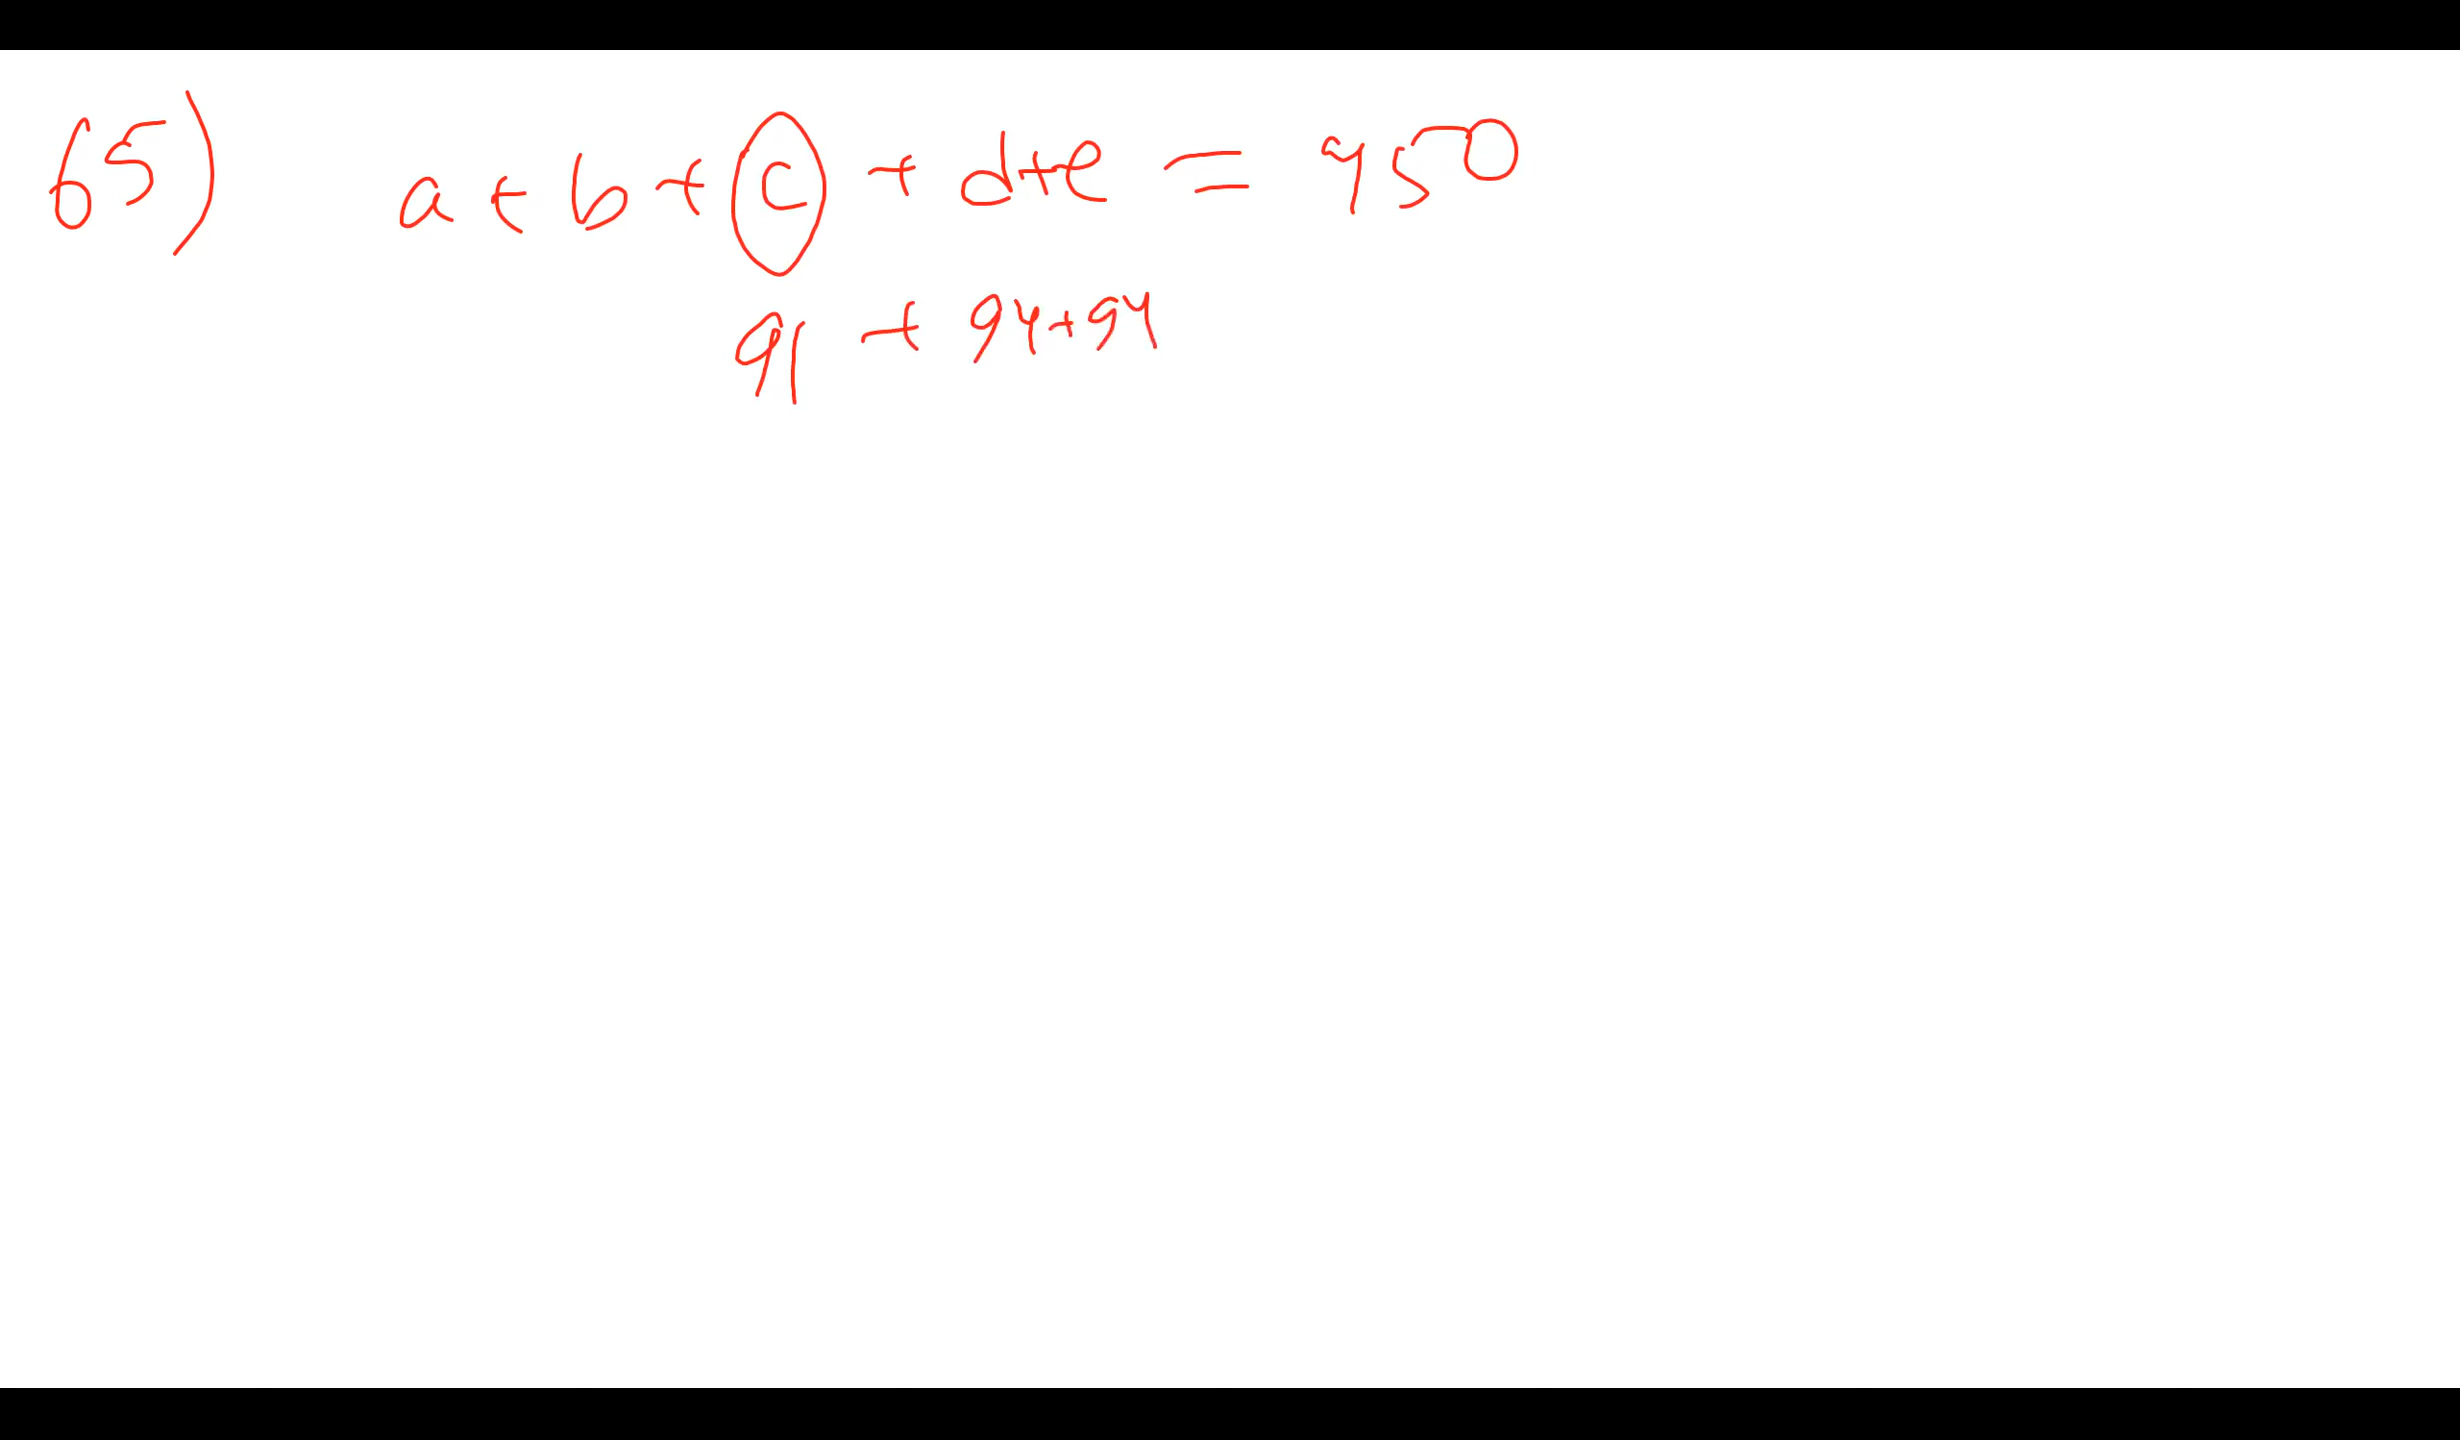 65) a + b + c + d + e = 450
91 + 94 + 94